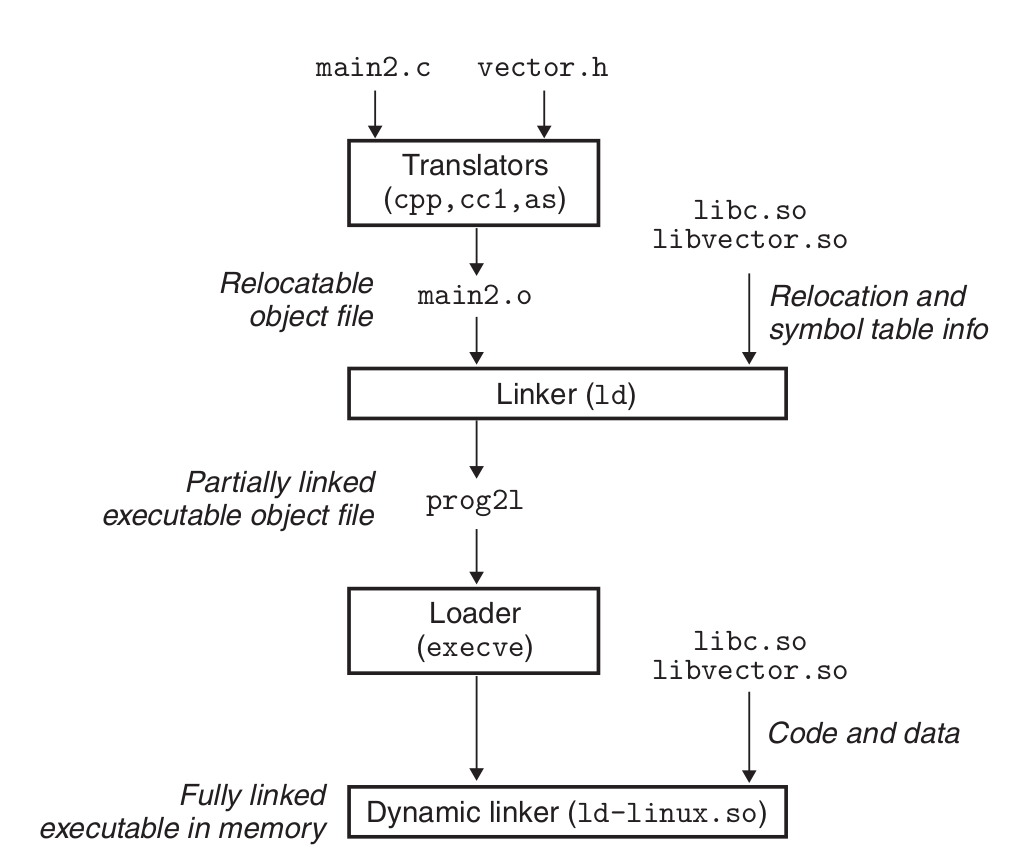 main2.c vector.h
Translators
(cpp,cc1,as)
libc.so
libvector.so
Relocatable
object file
main2.o
Relocation and
symbol table info
Linker (ld)
Partially linked
executable object file
prog2l
Loader
(execve)
libc.so
libvector.so
Code and data
Fully linked
executable in memory
Dynamic linker (ld-linux.so)